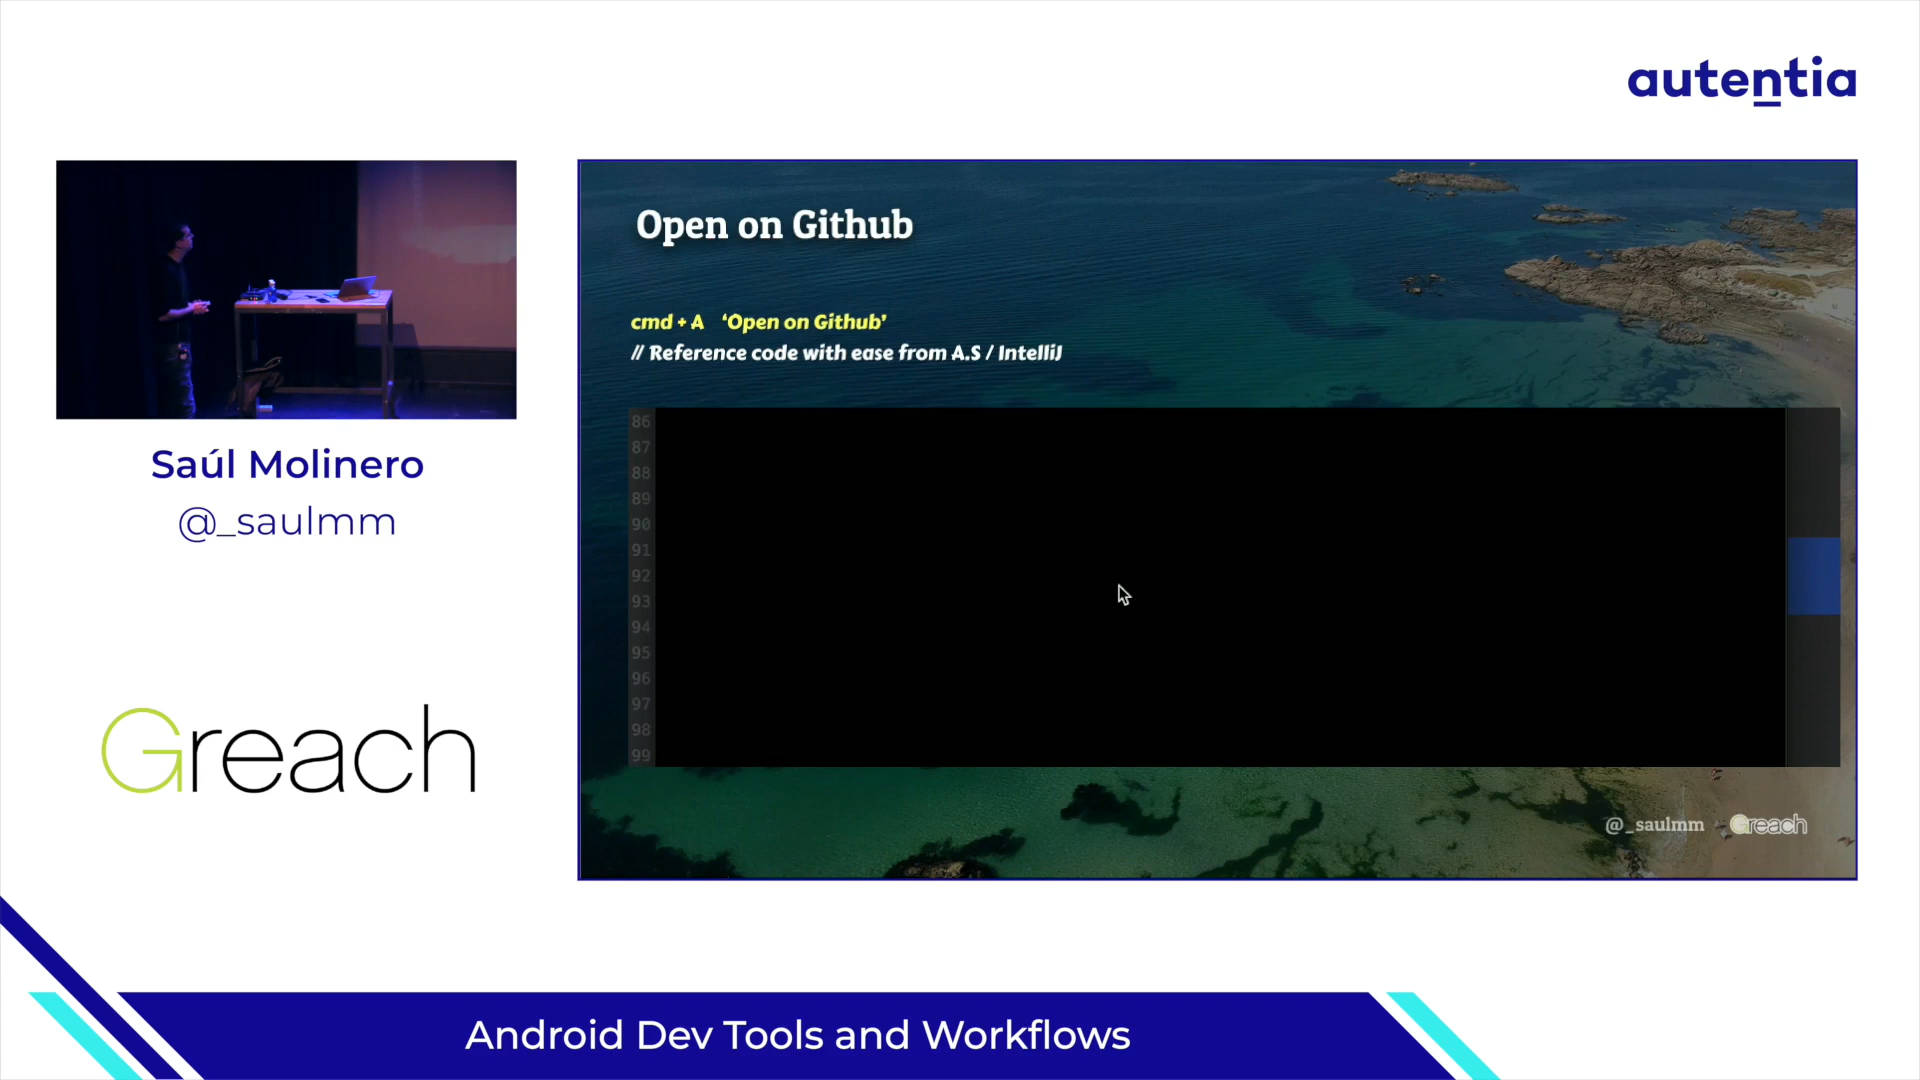 autentia
Saúl Molinero
@_saulmm
Greach
Open on Github
cmd + A ‘Open on Github’
// Reference code with ease from A.S / IntelliJ
86
87
88
89
90
91
92
93
94
95
96
97
98
99
@_saulmm Greach
Android Dev Tools and Workflows